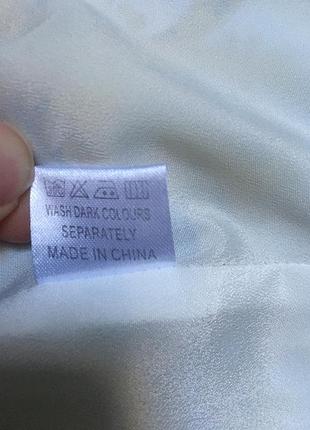 WASH DARK COLOURS
SEPARATELY
MADE IN CHINA